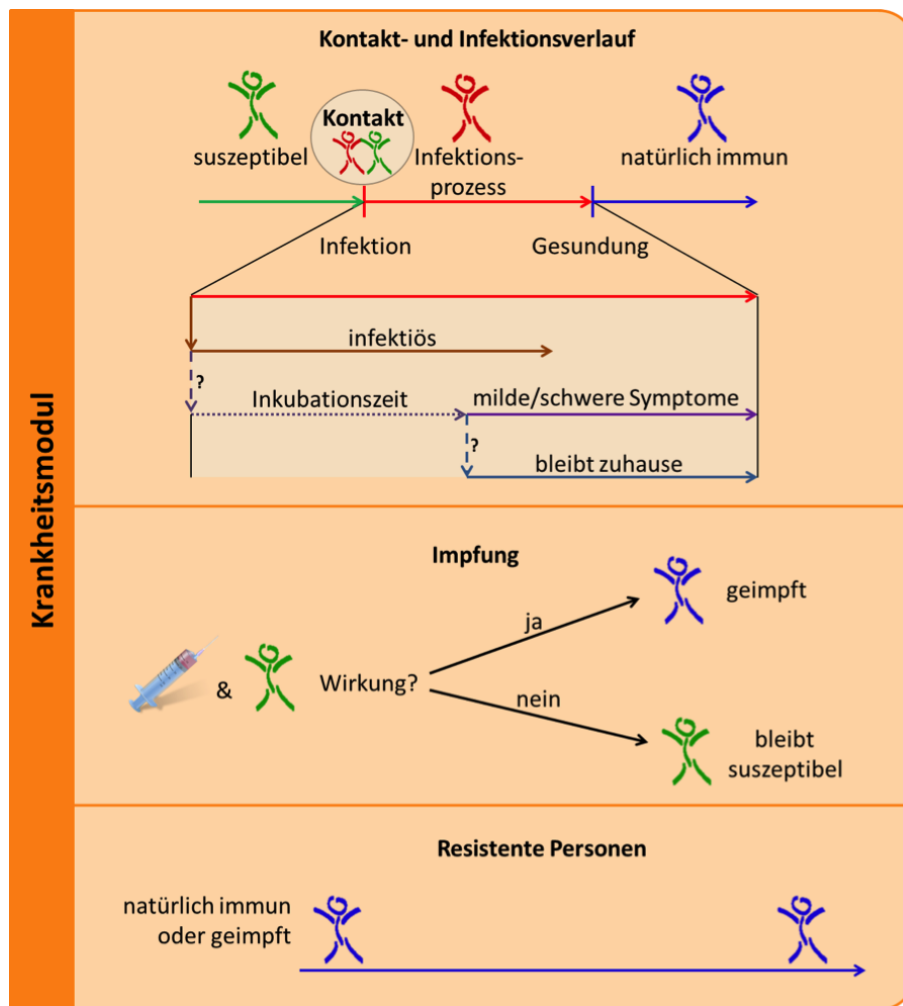 Krankheitsmodul
Kontakt- und Infektionsverlauf
Kontakt
suszeptibel
Infektions-
prozess
natürlich immun
Infektion
Gesundung
infektiös
?
Inkubationszeit
milde/schwere Symptome
?
bleibt zuhause
Impfung
geimpft
ja
& Wirkung?
nein
bleibt
suszeptibel
Resistente Personen
natürlich immun
oder geimpft